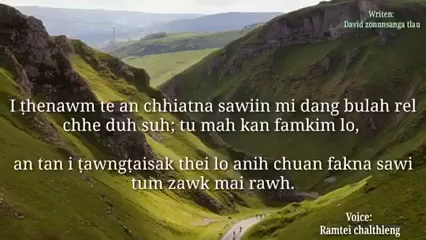 Writen:
David zonunsanga tlau
I ṭhenawm te an chhiatna sawiin mi dang bulah rel
chhe duh suh; tu mah kan famkim lo,
an tan i ṭawngṭaisak thei lo anih chuan fakna sawi
tum zawk mai rawh.
Voice:
Ramtei chalthleng